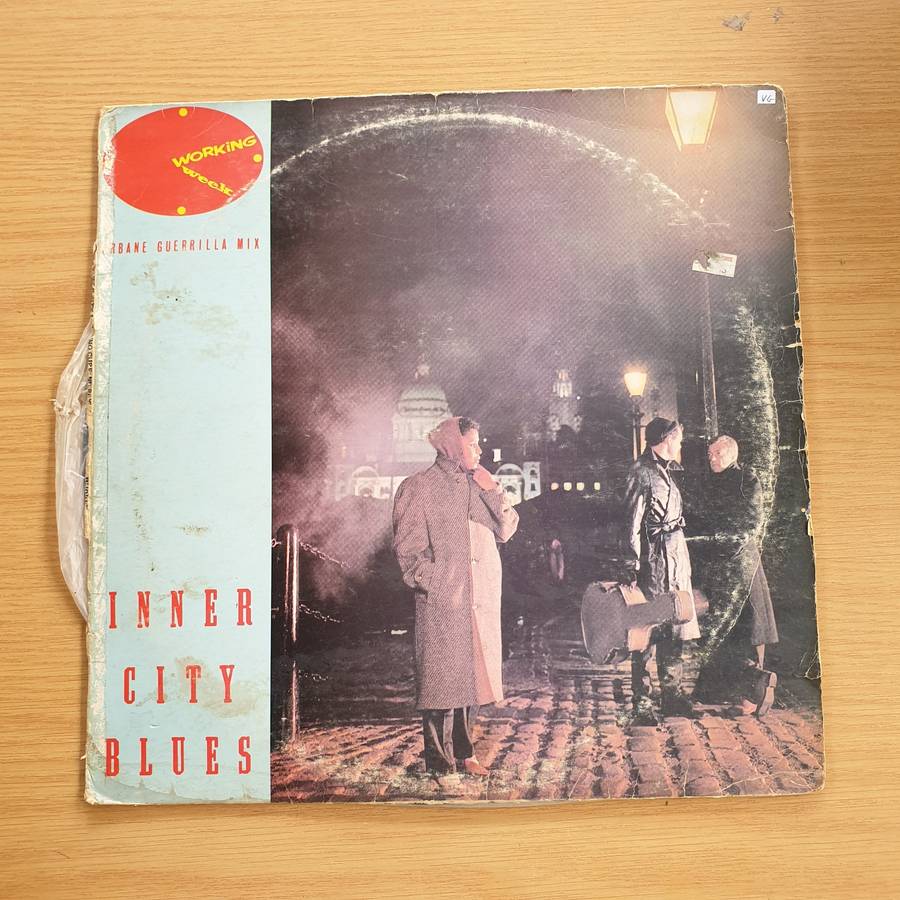 WORKiNG
week
RBANE GUERRILLA MIX
INNER
CITY
BLUES
VG